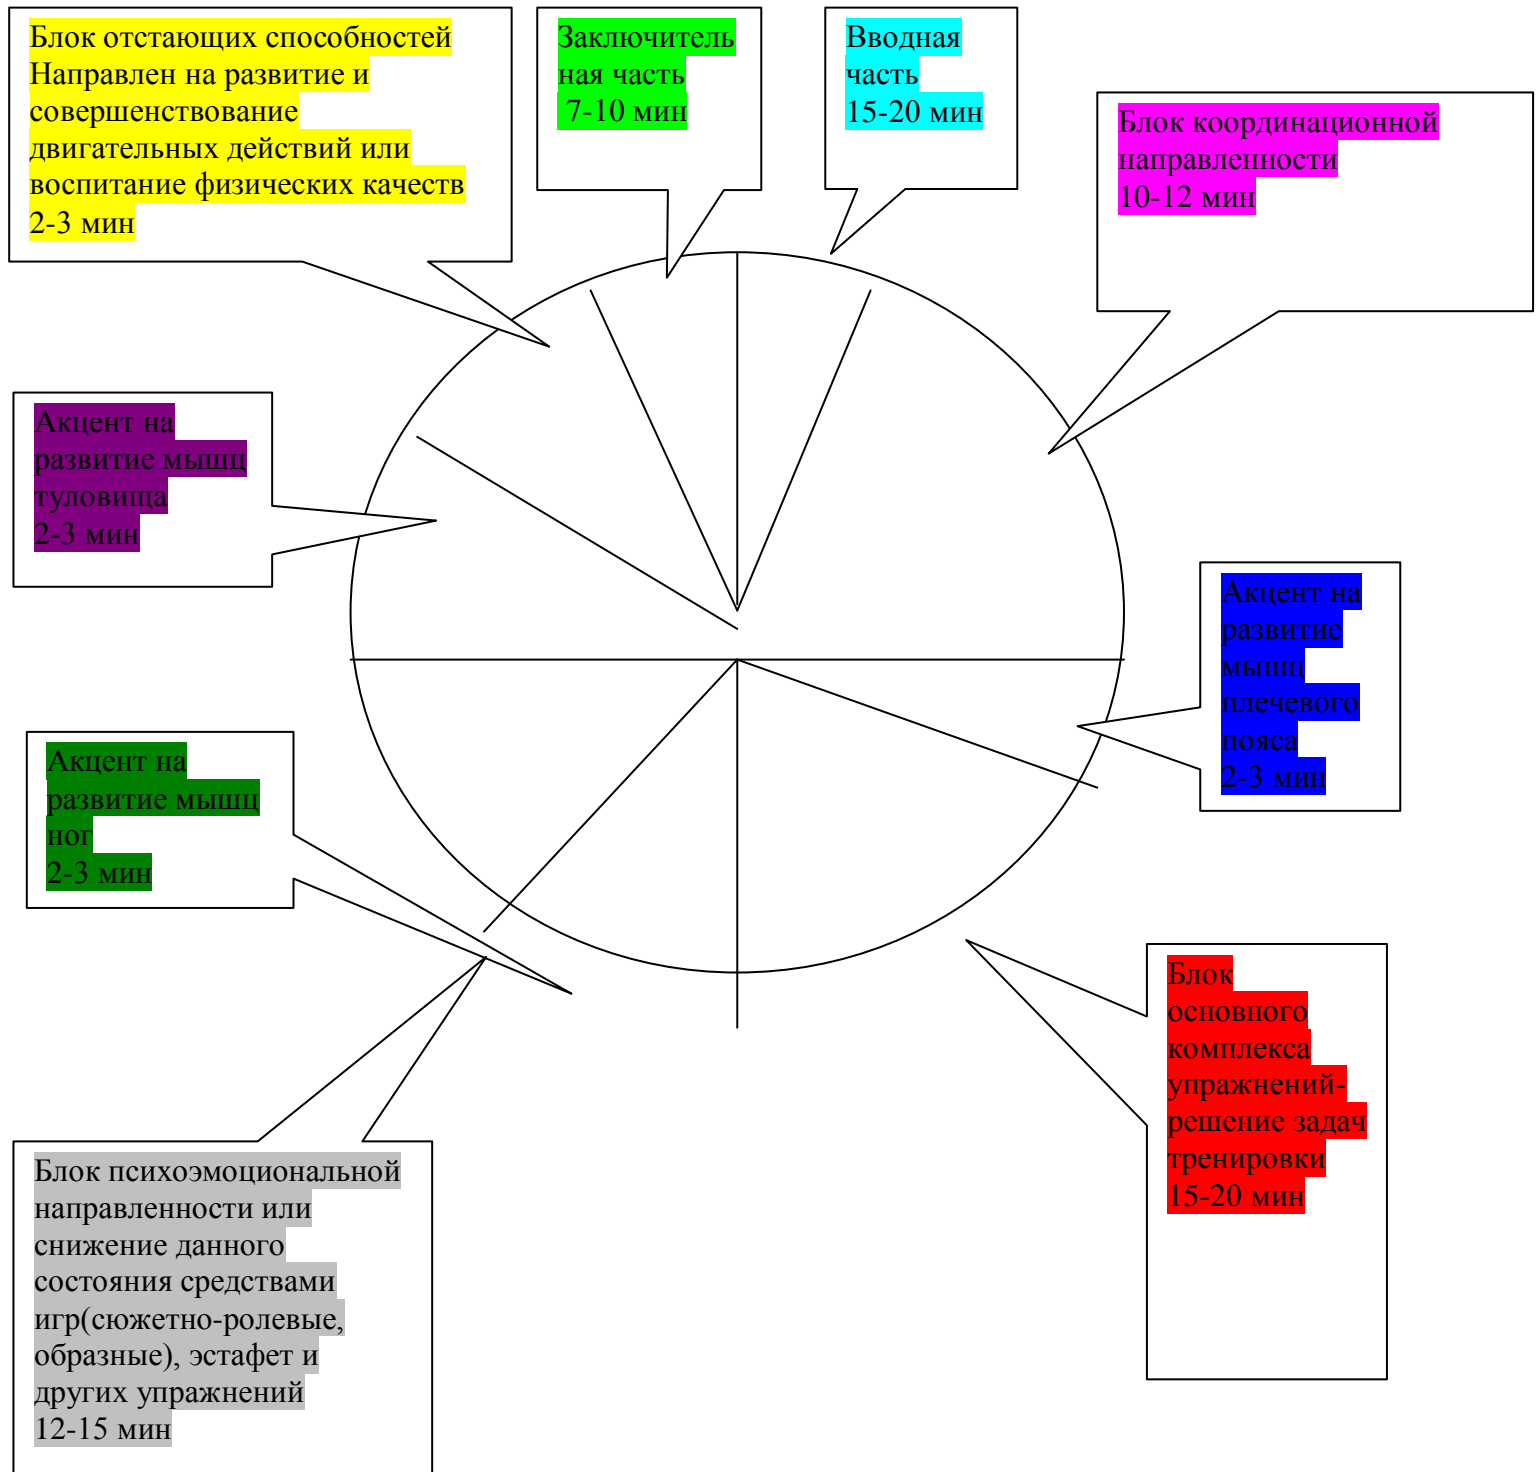 Блок отстающих способностей
Направлен на развитие и
совершенствование
двигательных действий или
воспитание физических качеств
2-3 мин
Заключитель
ная часть
7-10 мин
Вводная
часть
15-20 мин
Блок координационной
направленности
10-12 мин
Акцент на
развитие мышц
туловища
2-3 мин
Акцент на
развитие
мышц
плечевого
пояса
2-3 мин
Акцент на
развитие мышц
ног
2-3 мин
Блок
основного
комплекса
упражнений-
решение задач
тренировки
15-20 мин
Блок психоэмоциональной
направленности или
снижение данного
состояния средствами
игр(сюжетно-ролевые,
образные), эстафет и
других упражнений
12-15 мин